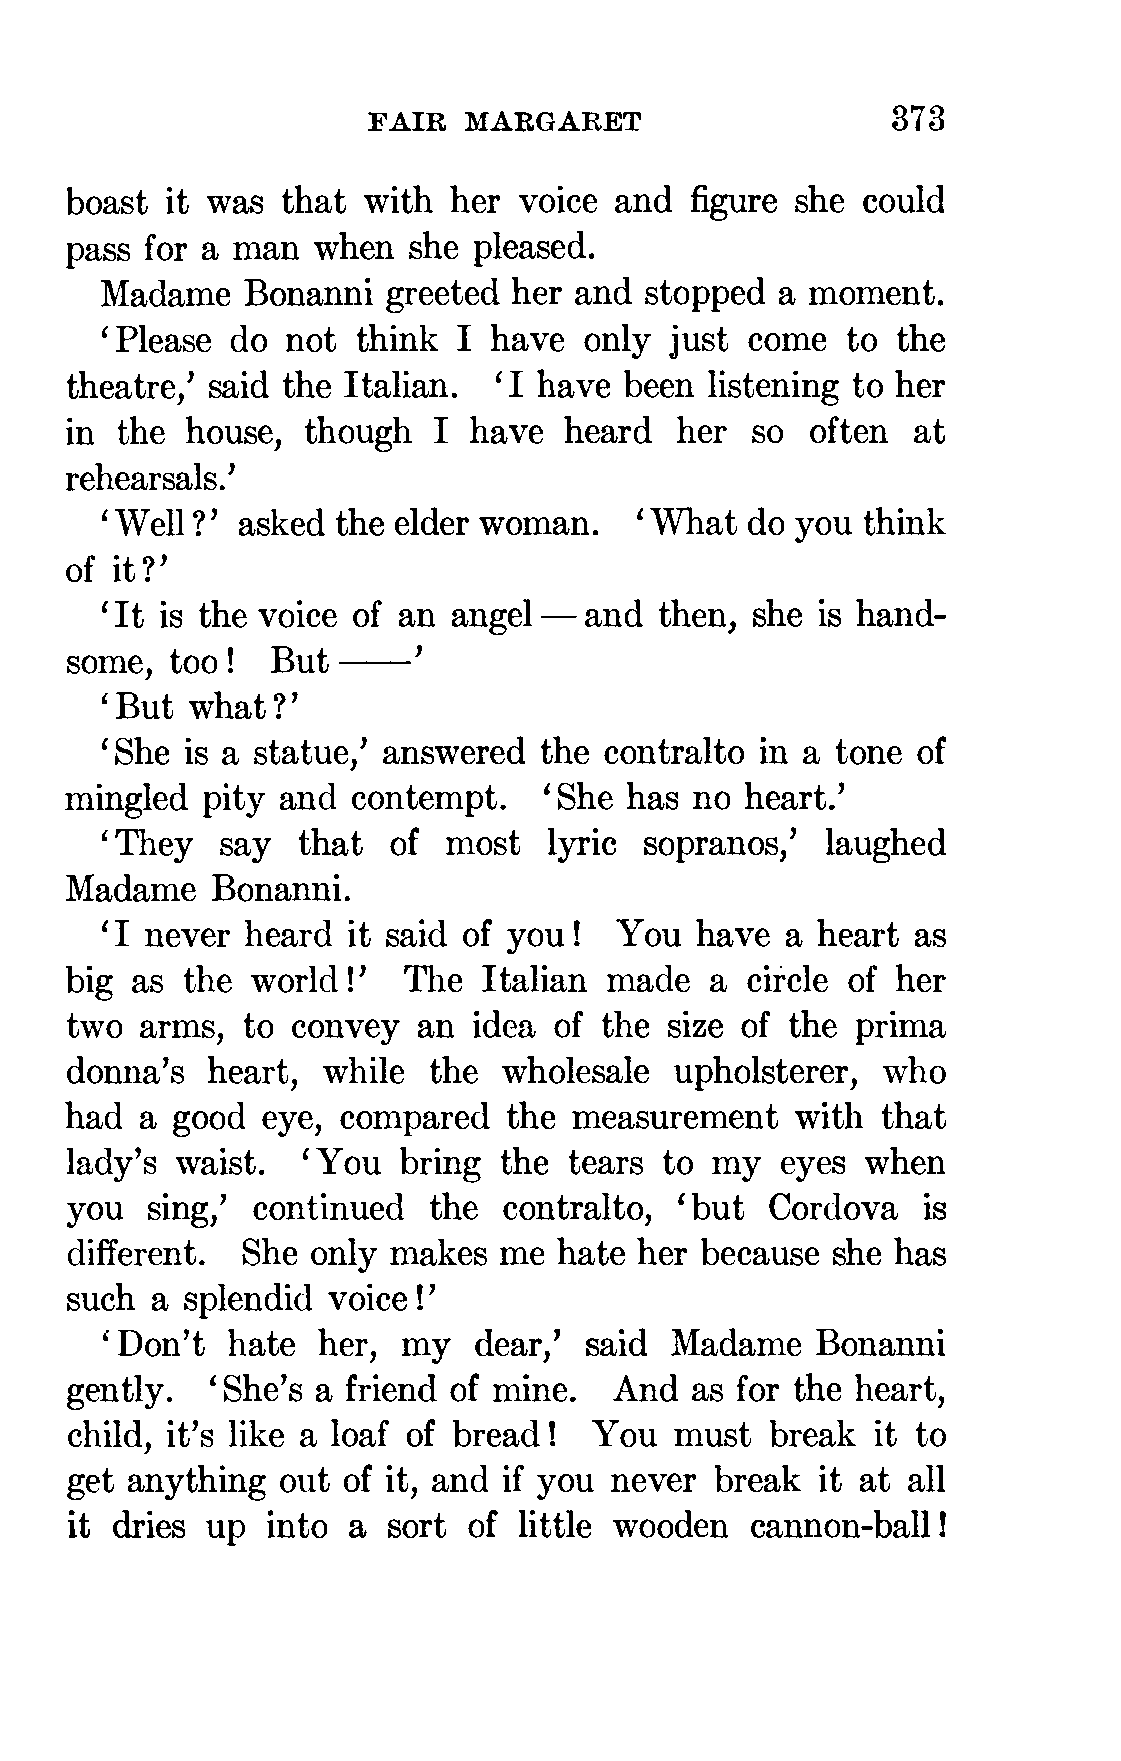 FAIR MARGARET 373
boast it was that with her voice and figure she could
pass for a man when she pleased.
Madame Bonanni greeted her and stopped a moment.
‘Please do not think I have only just come to the
theatre,’ said the Italian. ‘I have been listening to her
in the house, though I have heard her so often at
rehearsals.’
‘Well?’ asked the elder woman. ‘What do you think
of it?’
‘It is the voice of an angel — and then, she is hand-
some, too! But ——’
‘But what?’
‘She is a statue,’ answered the contralto in a tone of
mingled pity and contempt. ‘She has no heart.’
‘They say that of most lyric sopranos,’ laughed
Madame Bonanni.
‘I never heard it said of you! You have a heart as
big as the world!’ The Italian made a circle of her
two arms, to convey an idea of the size of the prima
donna’s heart, while the wholesale upholsterer, who
had a good eye, compared the measurement with that
lady’s waist. ‘You bring the tears to my eyes when
you sing,’ continued the contralto, ‘but Cordova is
different. She only makes me hate her because she has
such a splendid voice!’
‘Don’t hate her, my dear,’ said Madame Bonanni
gently. ‘She’s a friend of mine. And as for the heart,
child, it’s like a loaf of bread! You must break it to
get anything out of it, and if you never break it at all
it dries up into a sort of little wooden cannon-ball!